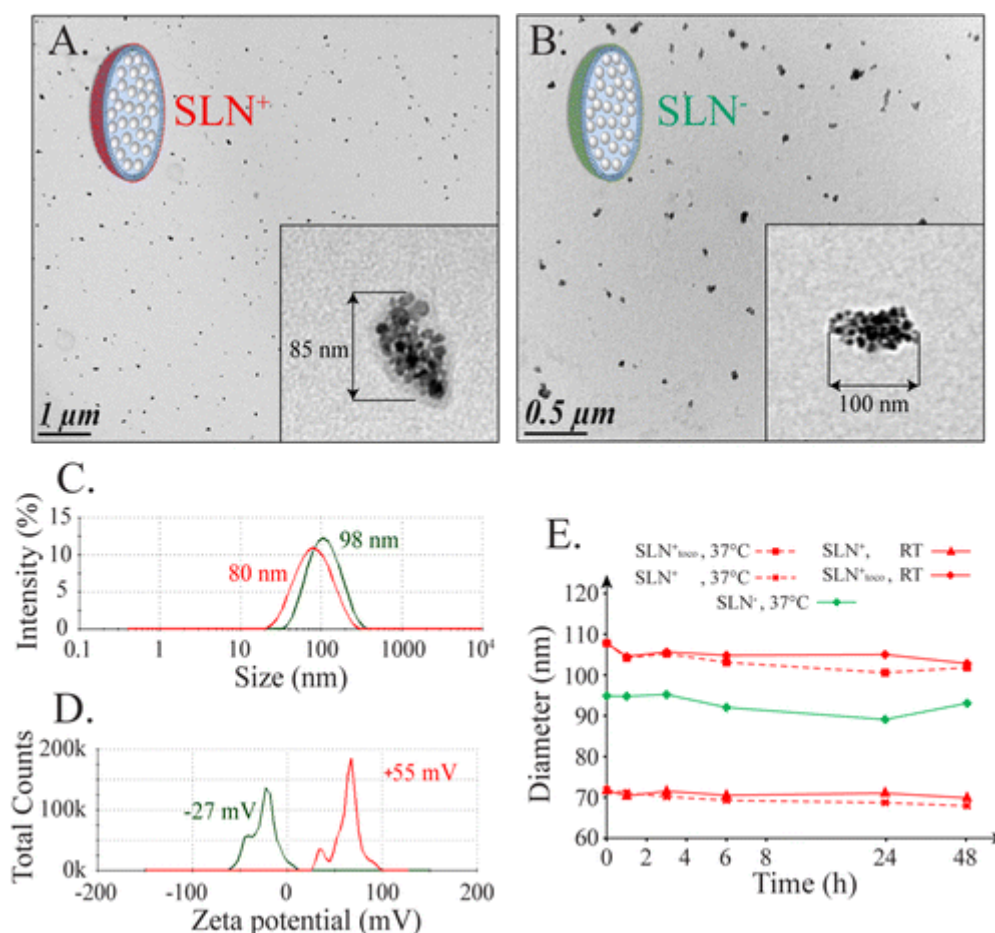 A.
SLN⁺
85 nm
1 µm
B.
SLN⁻
100 nm
0.5 µm
C.
Intensity (%)
15
10
5
0
98 nm
80 nm
0.1
1
10
100
1000
10⁴
Size (nm)
D.
Total Counts
200k
100k
0k
-27 mV
+55 mV
-200
-100
0
100
200
Zeta potential (mV)
E.
SLN⁺toco, 37°C
SLN⁺, RT
SLN⁺, 37°C
SLN⁺toco, RT
SLN⁻, 37°C
Diameter (nm)
120
110
100
90
80
70
60
0
2
4
6
8
24
48
Time (h)